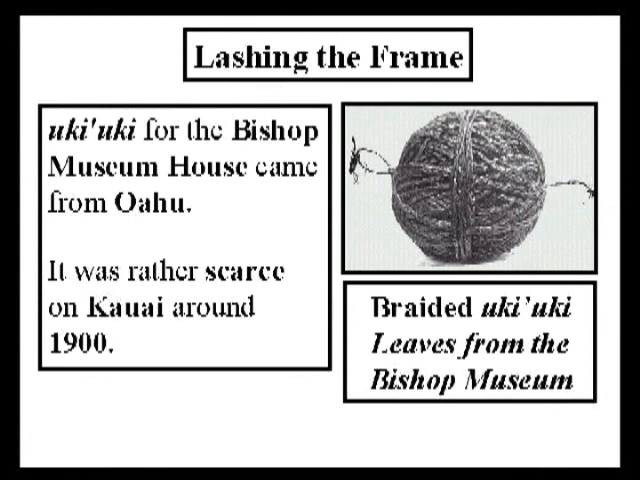 Lashing the Frame
uki'uki for the Bishop
Museum House came
from Oahu.
It was rather scarce
on Kauai around
1900.
Braided uki'uki
Leaves from the
Bishop Museum